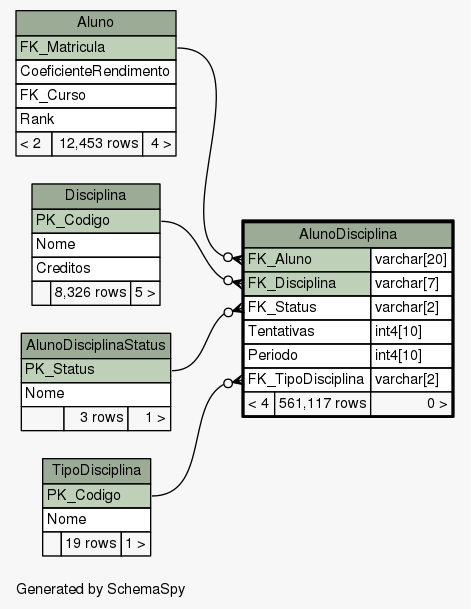 Aluno
FK_Matricula
CoeficienteRendimento
FK_Curso
Rank
< 2 12,453 rows 4 >
Disciplina
PK_Codigo
Nome
Creditos
8,326 rows 5 >
AlunoDisciplina
FK_Aluno varchar[20]
FK_Disciplina varchar[7]
FK_Status varchar[2]
Tentativas int4[10]
Periodo int4[10]
FK_TipoDisciplina varchar[2]
< 4 561,117 rows 0 >
AlunoDisciplinaStatus
PK_Status
Nome
3 rows 1 >
TipoDisciplina
PK_Codigo
Nome
19 rows 1 >
Generated by SchemaSpy